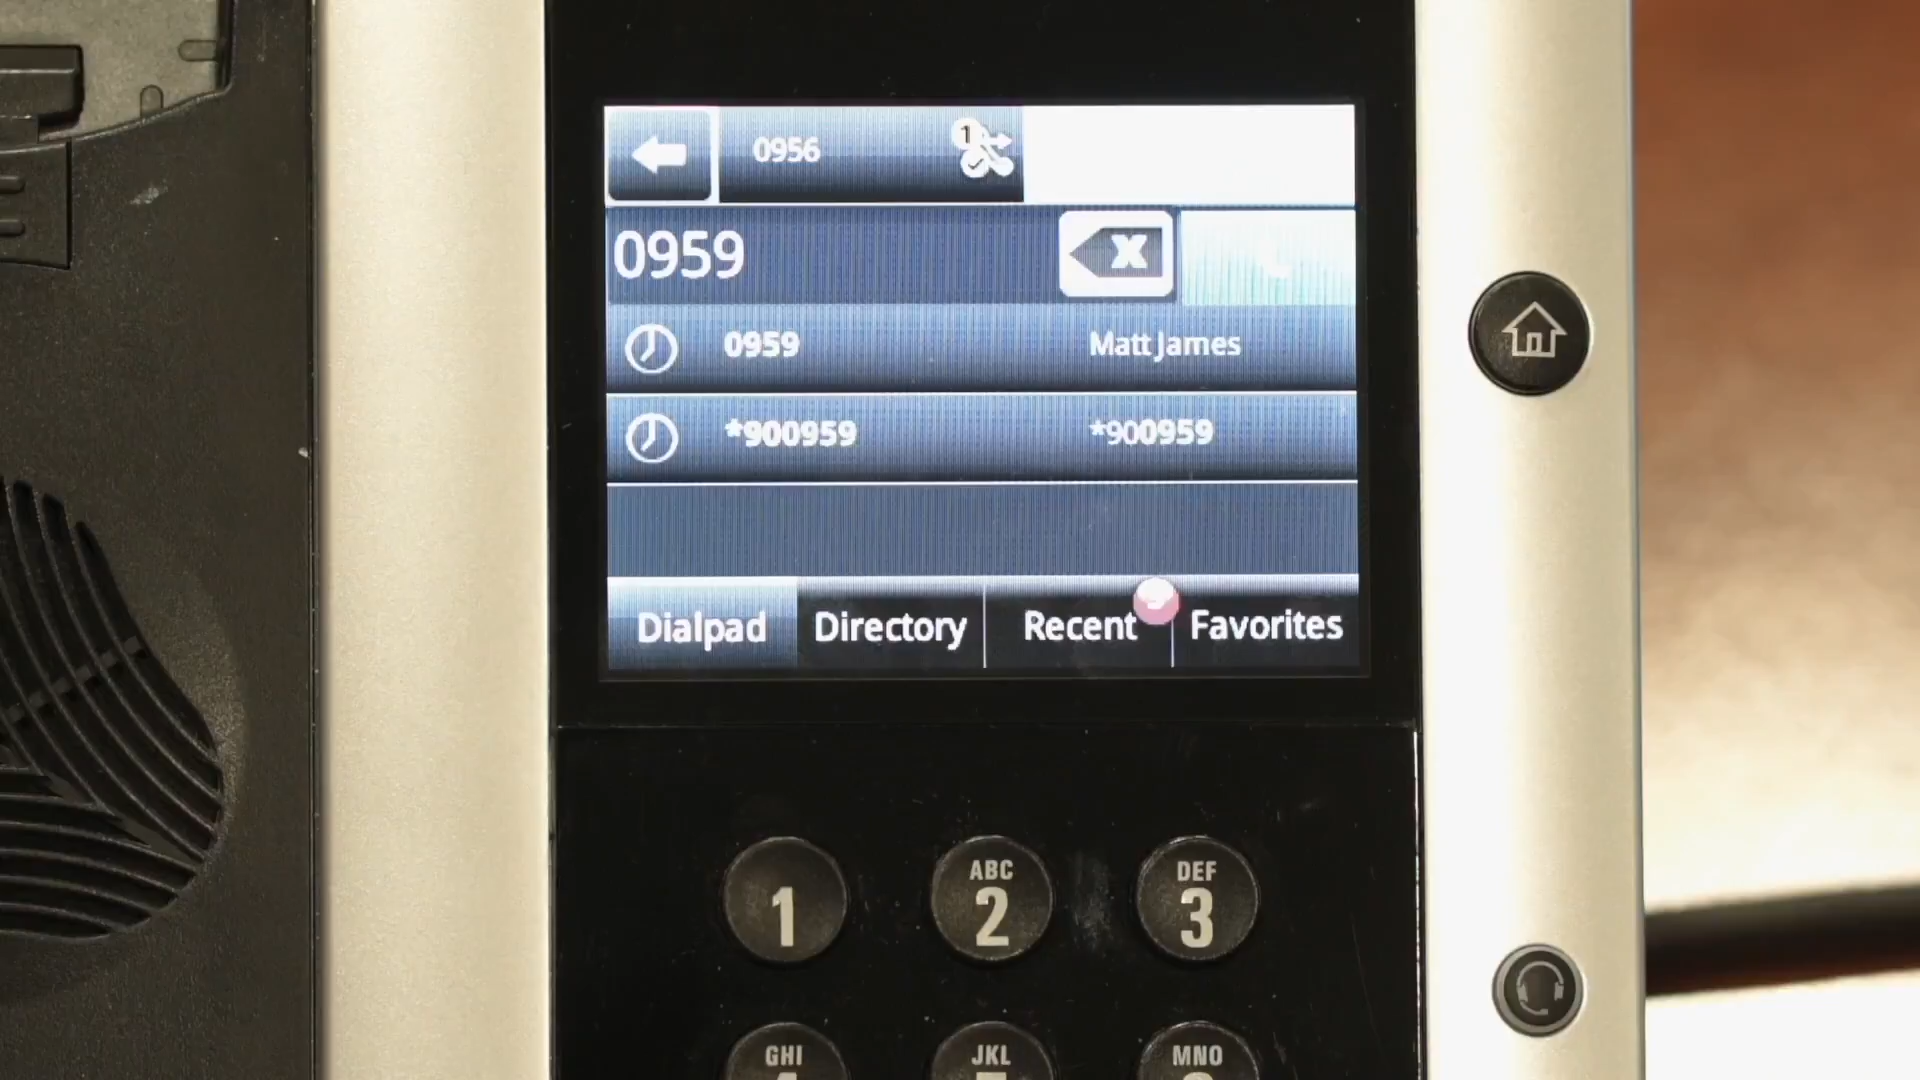 0956 1
0959
0959 Matt James
*900959 *900959
Dialpad Directory Recent Favorites
1 ABC DEF
2 3
GHI JKL MNO